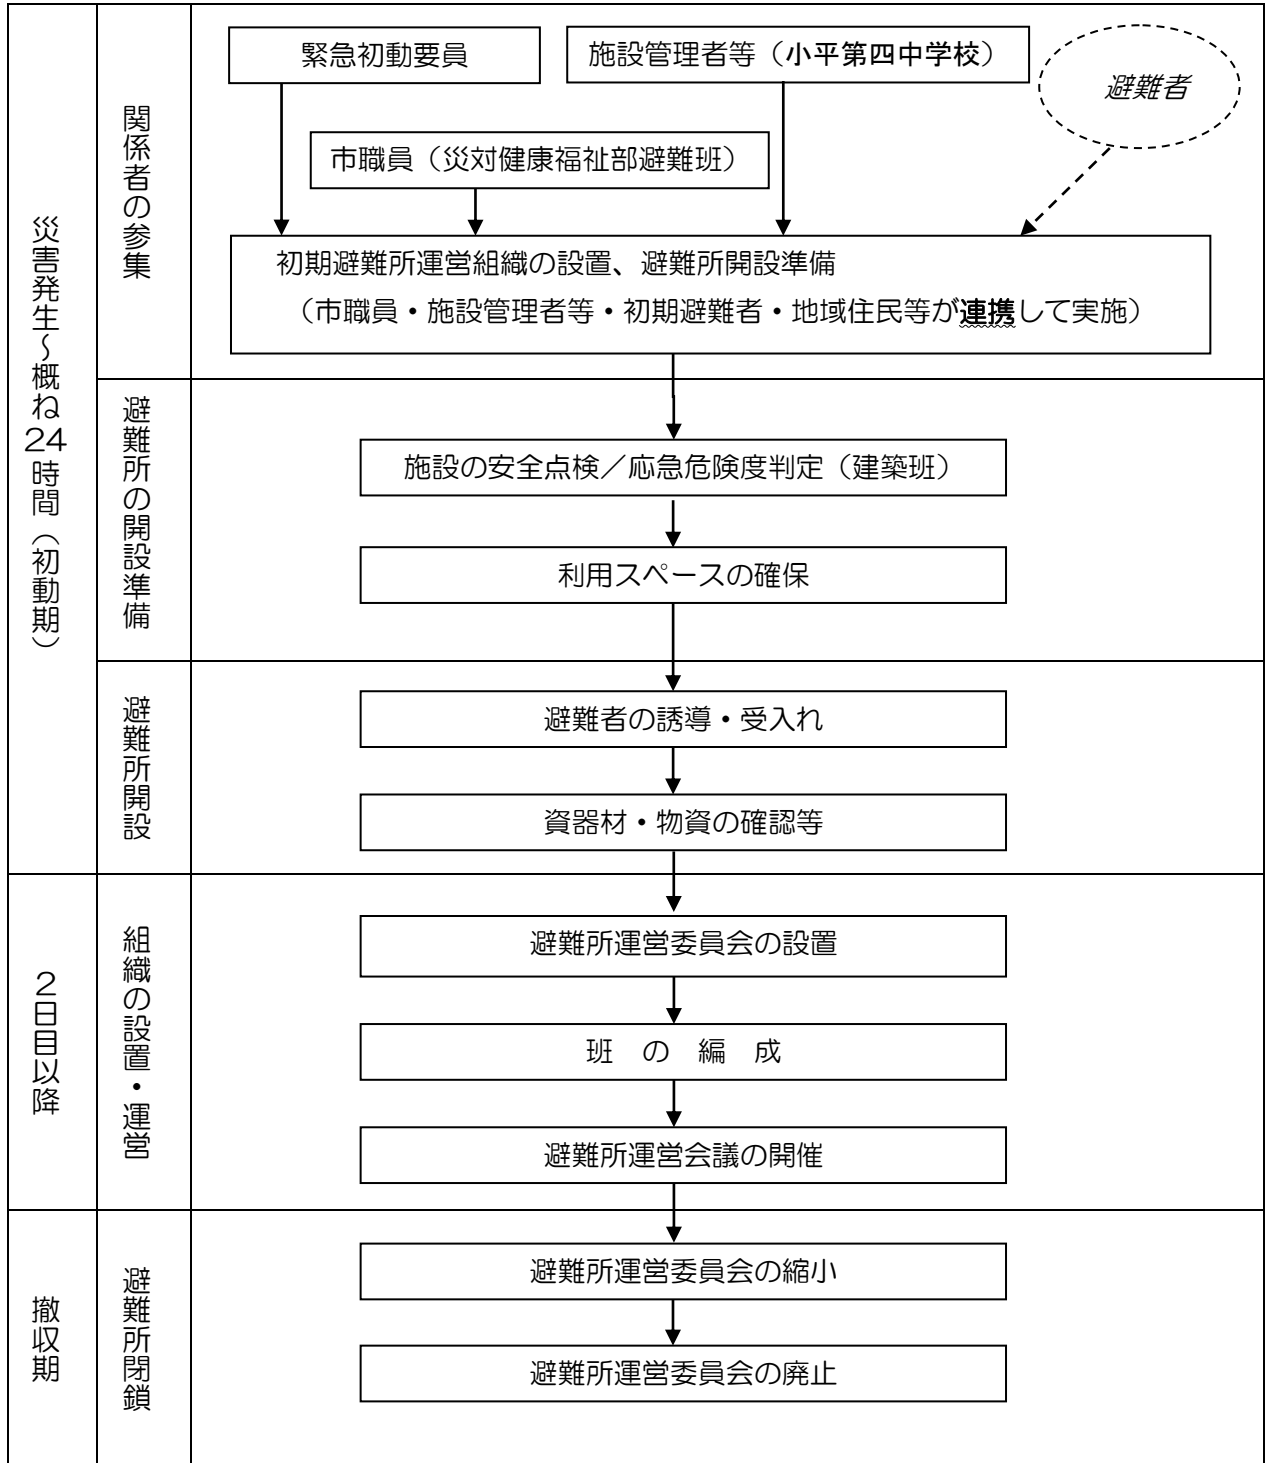 災害発生～概ね24時間（初動期）
関係者の参集
緊急初動要員
施設管理者等（小平第四中学校）
避難者
市職員（災対健康福祉部避難班）
初期避難所運営組織の設置、避難所開設準備
（市職員・施設管理者等・初期避難者・地域住民等が連携して実施）
避難所の開設準備
施設の安全点検／応急危険度判定（建築班）
利用スペースの確保
避難所開設
避難者の誘導・受入れ
資器材・物資の確認等
2日目以降
組織の設置・運営
避難所運営委員会の設置
班　の　編　成
避難所運営会議の開催
撤収期
避難所閉鎖
避難所運営委員会の縮小
避難所運営委員会の廃止